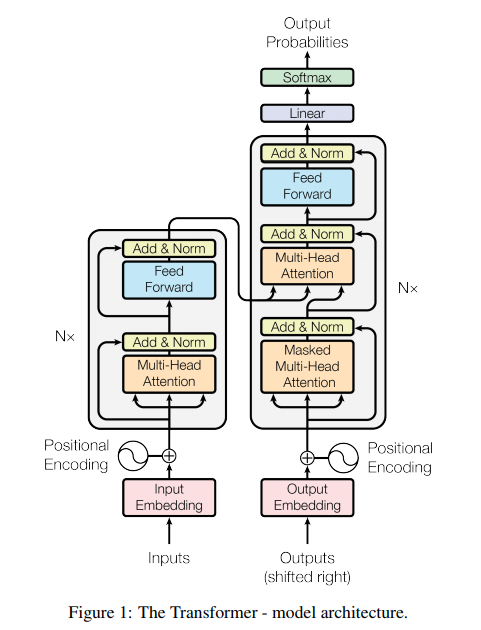 Output
Probabilities
Softmax
Linear
Add & Norm
Feed
Forward
Add & Norm
Multi-Head
Attention
Add & Norm
Masked
Multi-Head
Attention
N×
Add & Norm
Feed
Forward
Add & Norm
Multi-Head
Attention
N×
Positional
Encoding
Positional
Encoding
Input
Embedding
Output
Embedding
Inputs
Outputs
(shifted right)
Figure 1: The Transformer - model architecture.